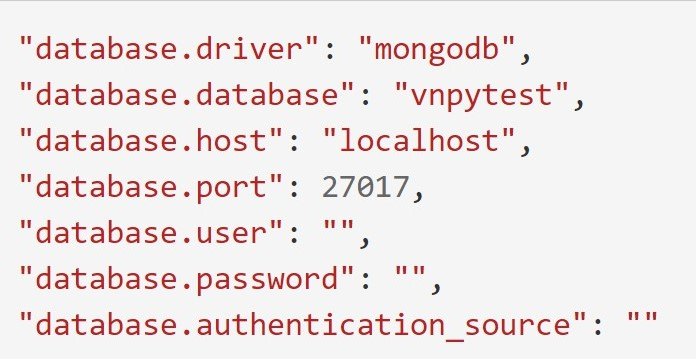 "database.driver": "mongodb",
"database.database": "vnpytest",
"database.host": "localhost",
"database.port": 27017,
"database.user": "",
"database.password": "",
"database.authentication_source": ""